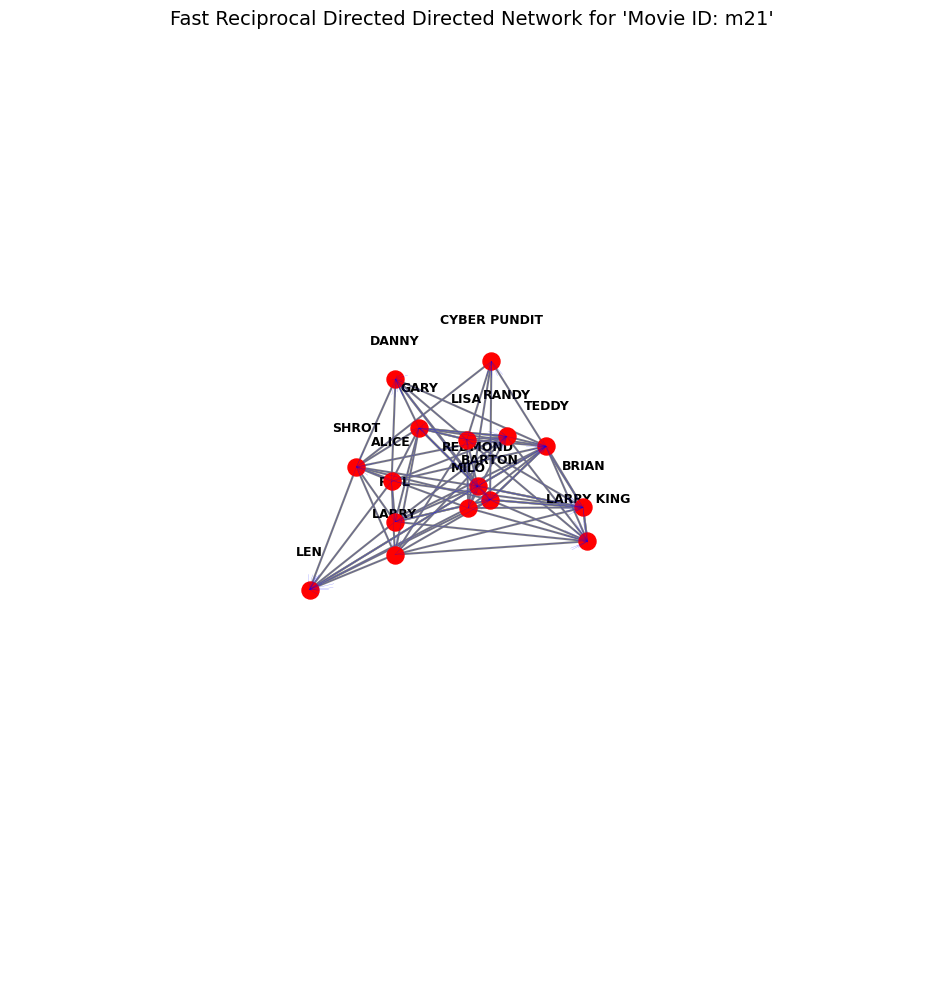 Fast Reciprocal Directed Directed Network for 'Movie ID: m21'
CYBER PUNDIT
DANNY
GARY
RANDY
LISA
TEDDY
SHROT
ALICE
REDMOND
BARTON
BRIAN
MILO
LARRY KING
LARRY
LEN